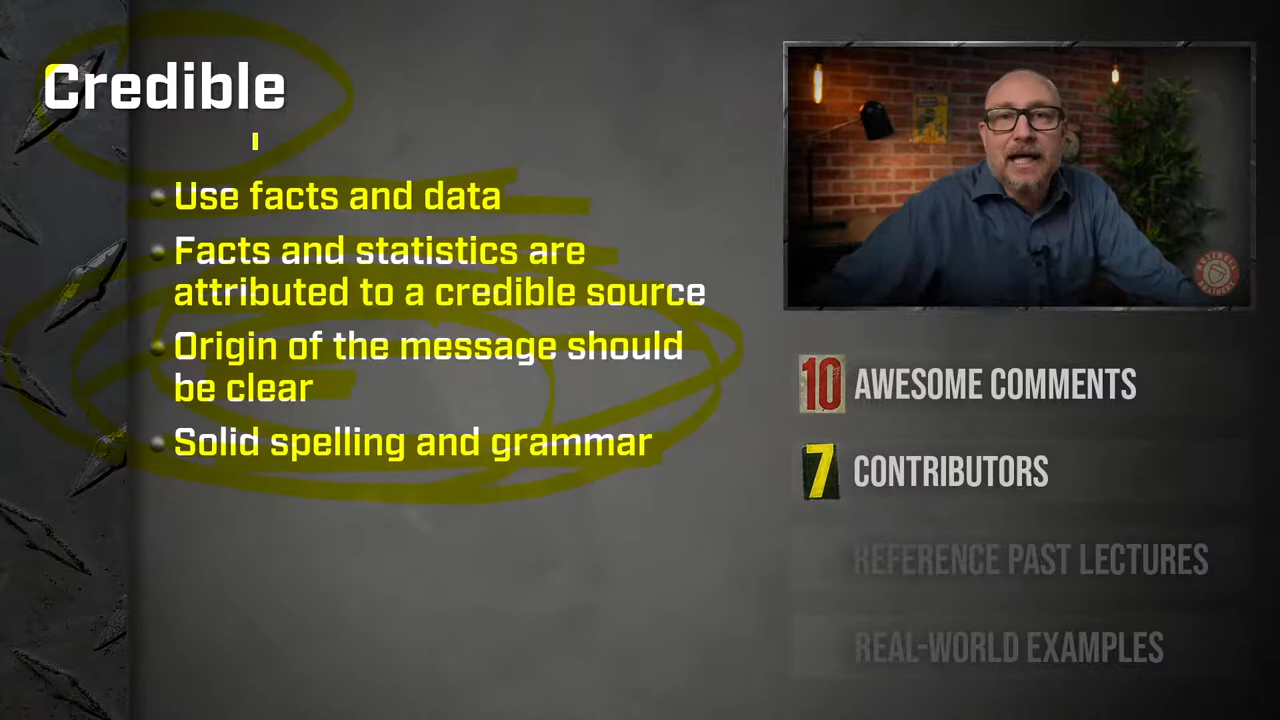 Credible
Use facts and data
Facts and statistics are
attributed to a credible source
Origin of the message should
be clear
Solid spelling and grammar
10 AWESOME COMMENTS
7 CONTRIBUTORS
REFERENCE PAST LECTURES
REAL-WORLD EXAMPLES